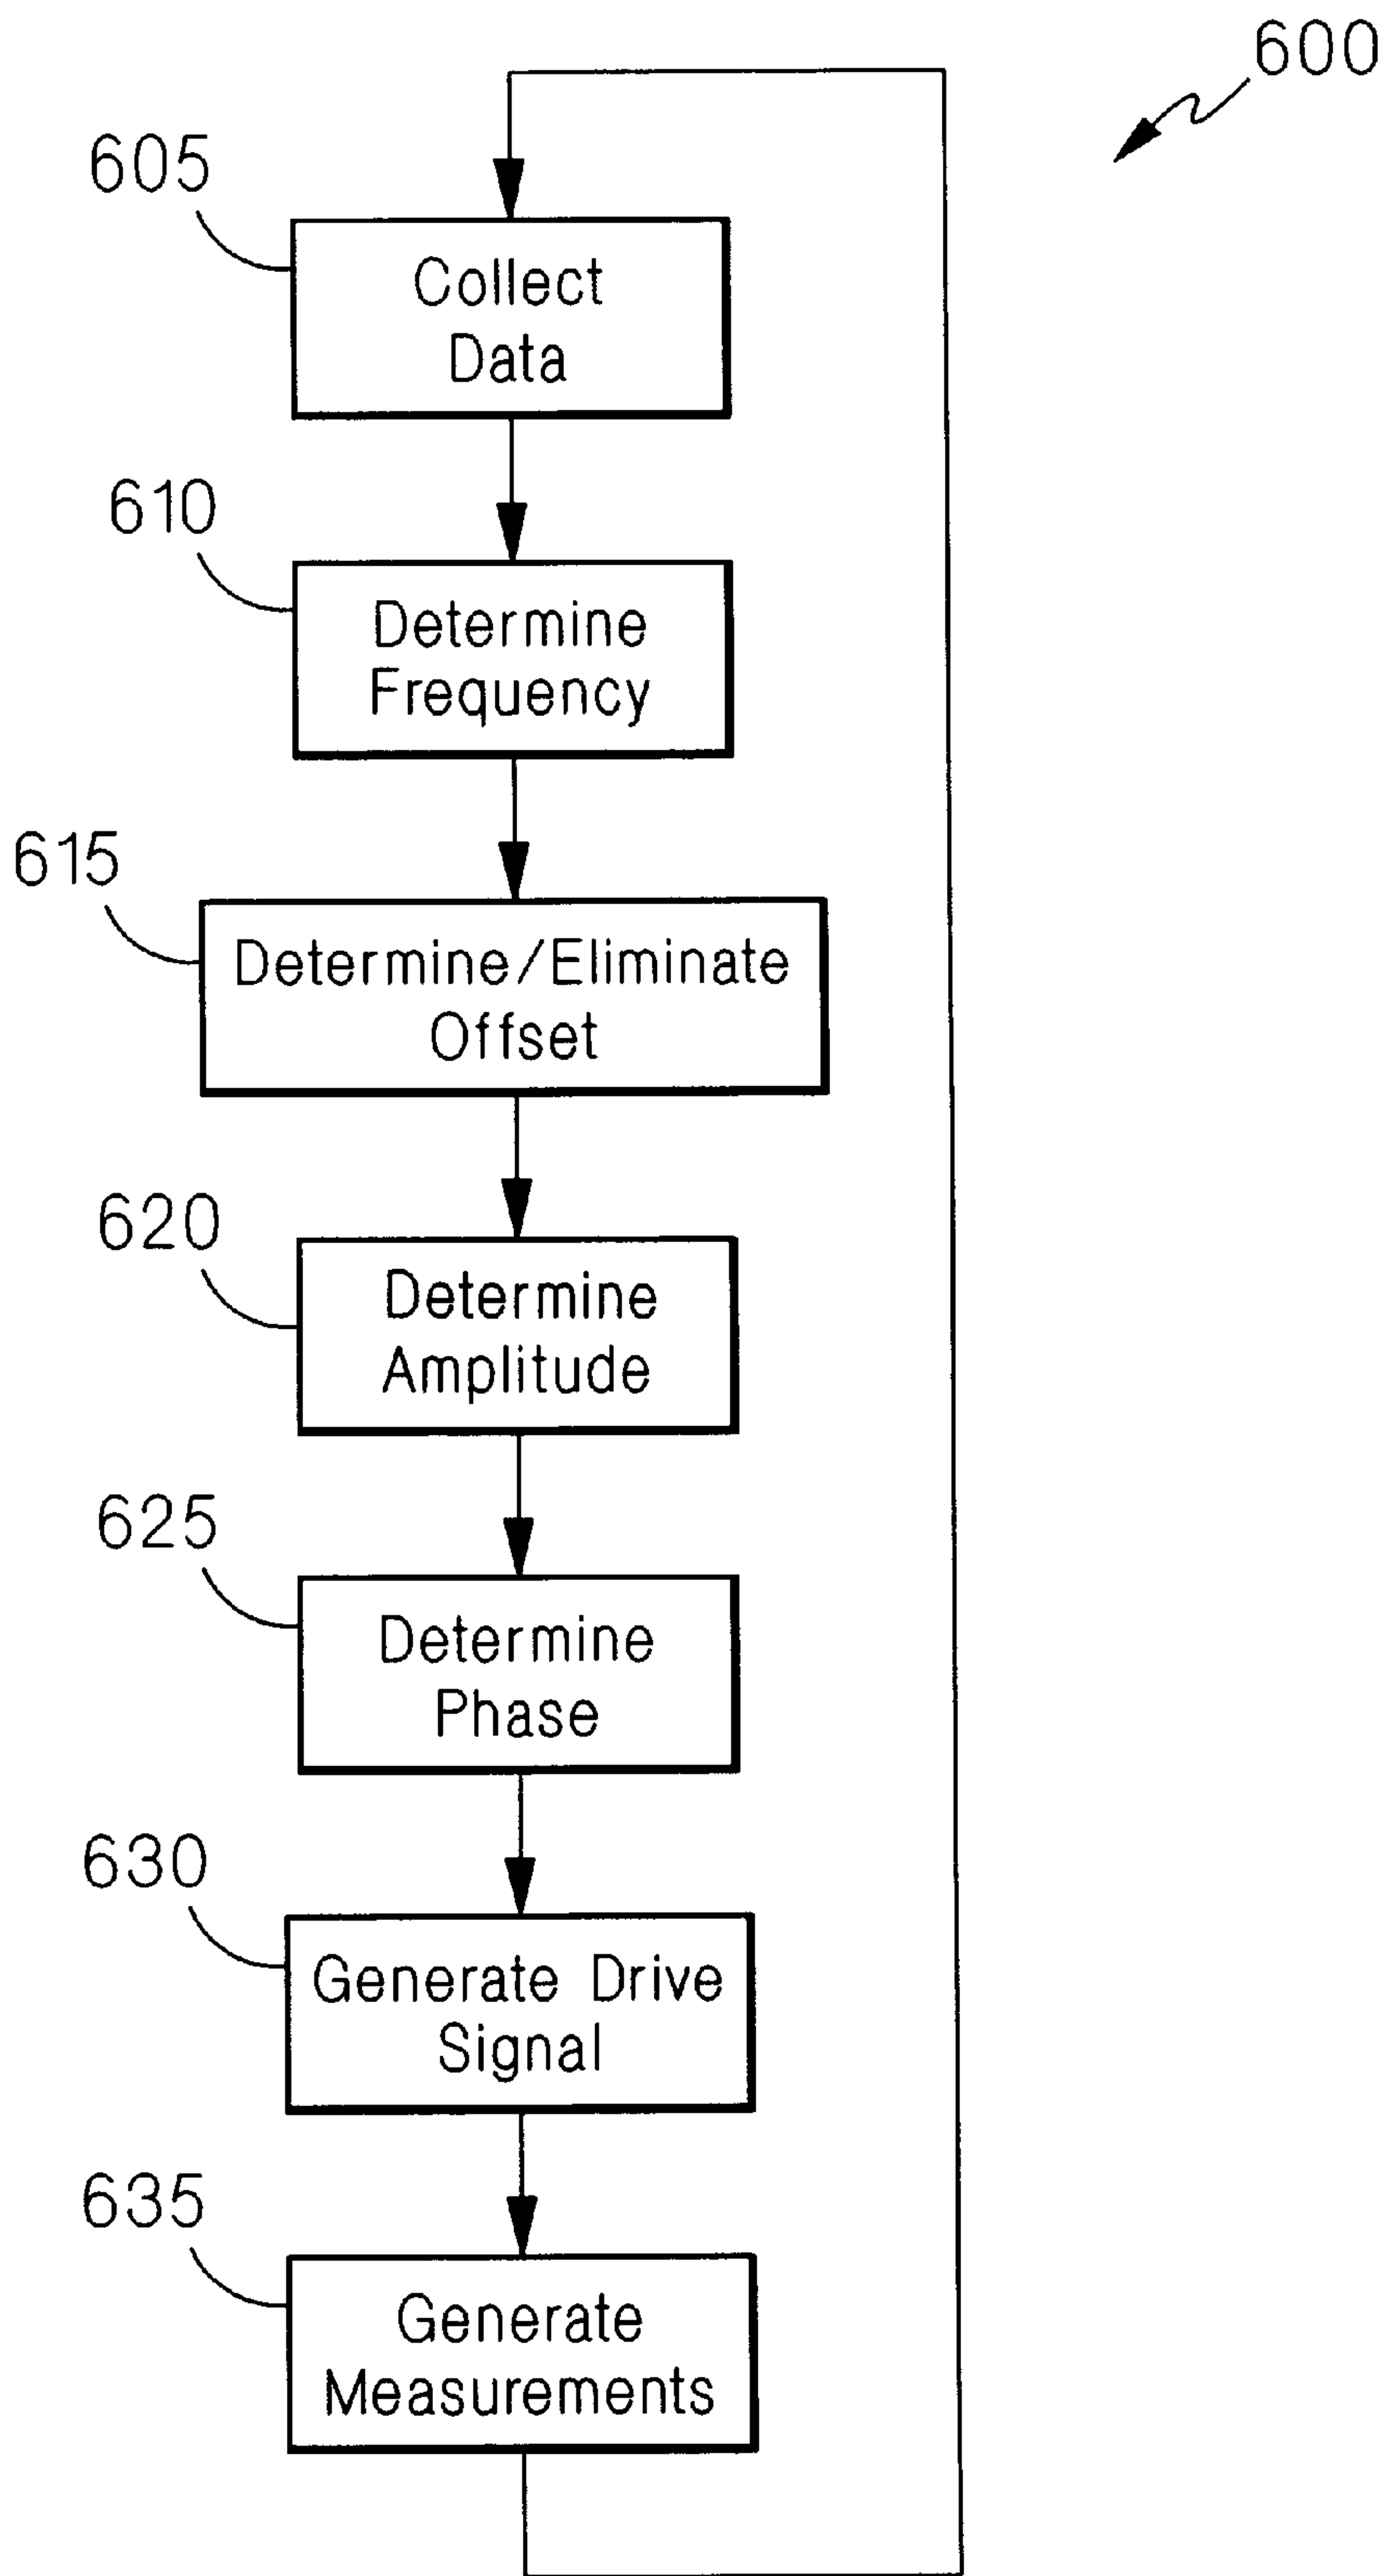 600
605
Collect
Data
610
Determine
Frequency
615
Determine/Eliminate
Offset
620
Determine
Amplitude
625
Determine
Phase
630
Generate Drive
Signal
635
Generate
Measurements